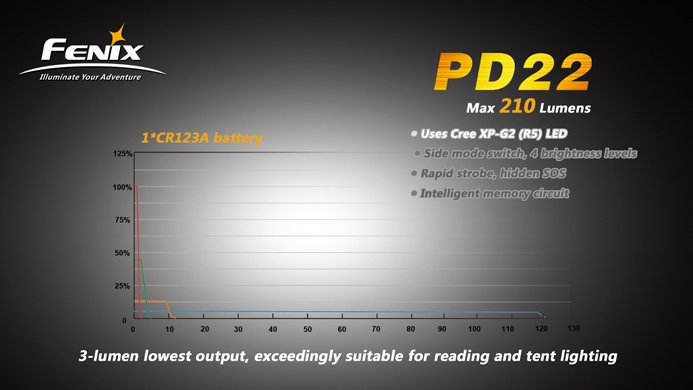 FENIX
Illuminate Your Adventure
PD22
Max 210 Lumens
• Uses Cree XP-G2 (R5) LED
• Side mode switch, 4 brightness levels
• Rapid strobe, hidden SOS
• Intelligent memory circuit
1*CR123A battery
125%
100%
75%
50%
25%
0
0 10 20 30 40 50 60 70 80 90 100 110 120 130
3-lumen lowest output, exceedingly suitable for reading and tent lighting